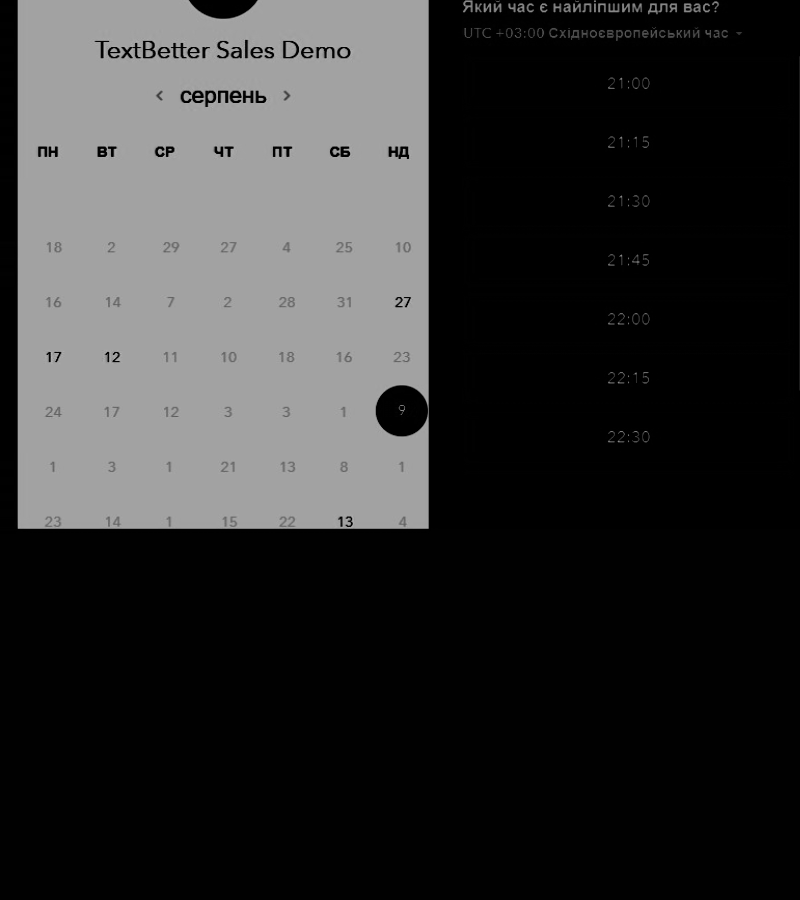 TextBetter Sales Demo
серпень
ПН ВТ СР ЧТ ПТ СБ НД
18 2 29 27 4 25 10
16 14 7 2 28 31 27
17 12 11 10 18 16 23
24 17 12 3 3 1 9
1 3 1 21 13 8 1
23 14 1 15 22 13 4
Який час є найліпшим для вас?
UTC +03:00 Східноєвропейський час
21:00
21:15
21:30
21:45
22:00
22:15
22:30